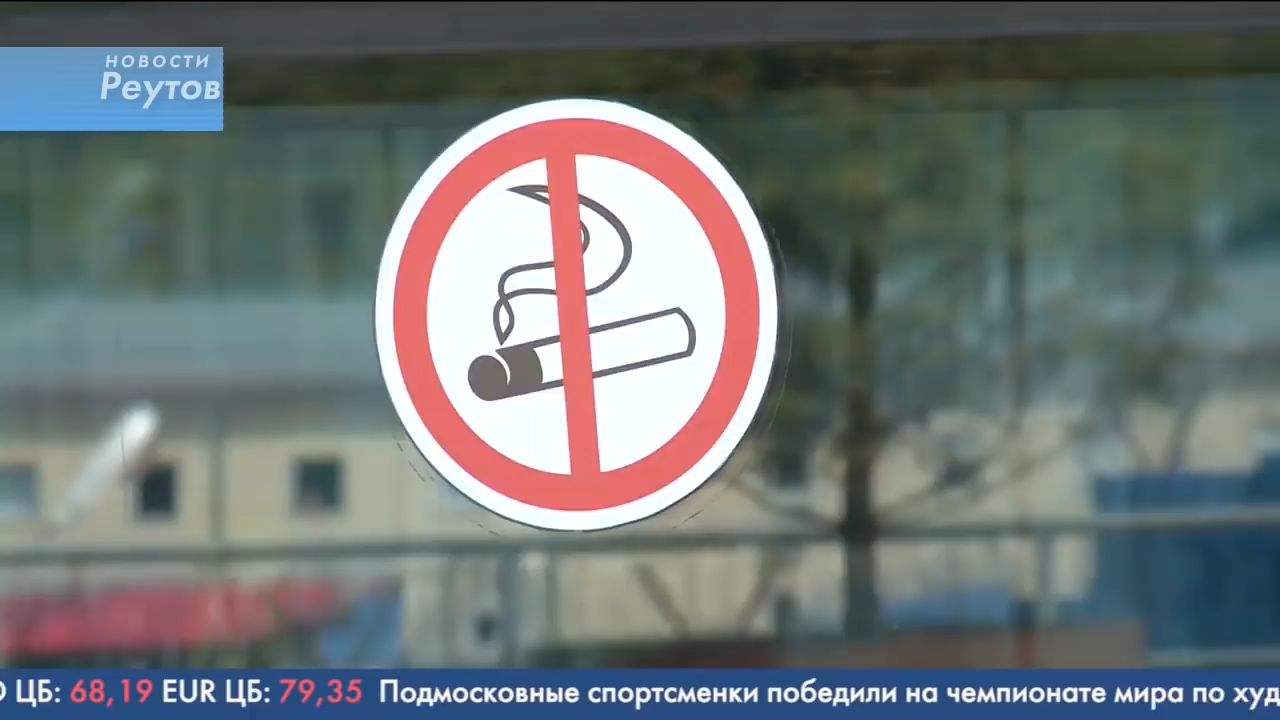 НОВОСТИ
Реутов
ЦБ: 68,19 EUR ЦБ: 79,35 Подмосковные спортсменки победили на чемпионате мира по